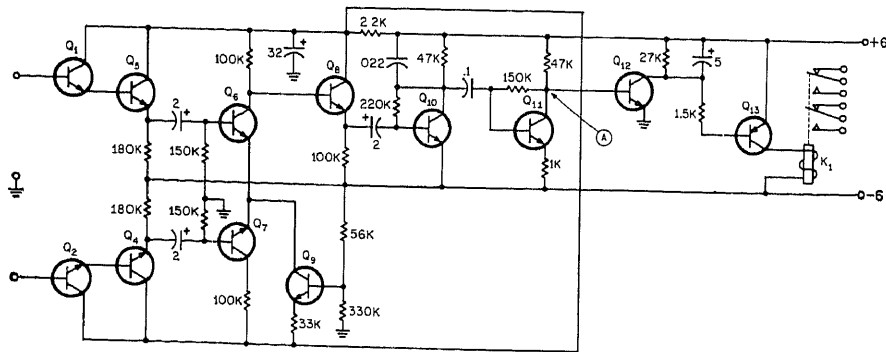 Q1
Q5
2
+
Q6
100K
32
+
Q8
2.2K
.022
47K
220K
+
2
Q10
.1
150K
47K
Q11
1K
A
Q12
27K
+
5
1.5K
Q13
K1
+6
-6
180K
150K
180K
150K
100K
56K
330K
Q2
Q4
2
+
Q7
100K
Q9
33K